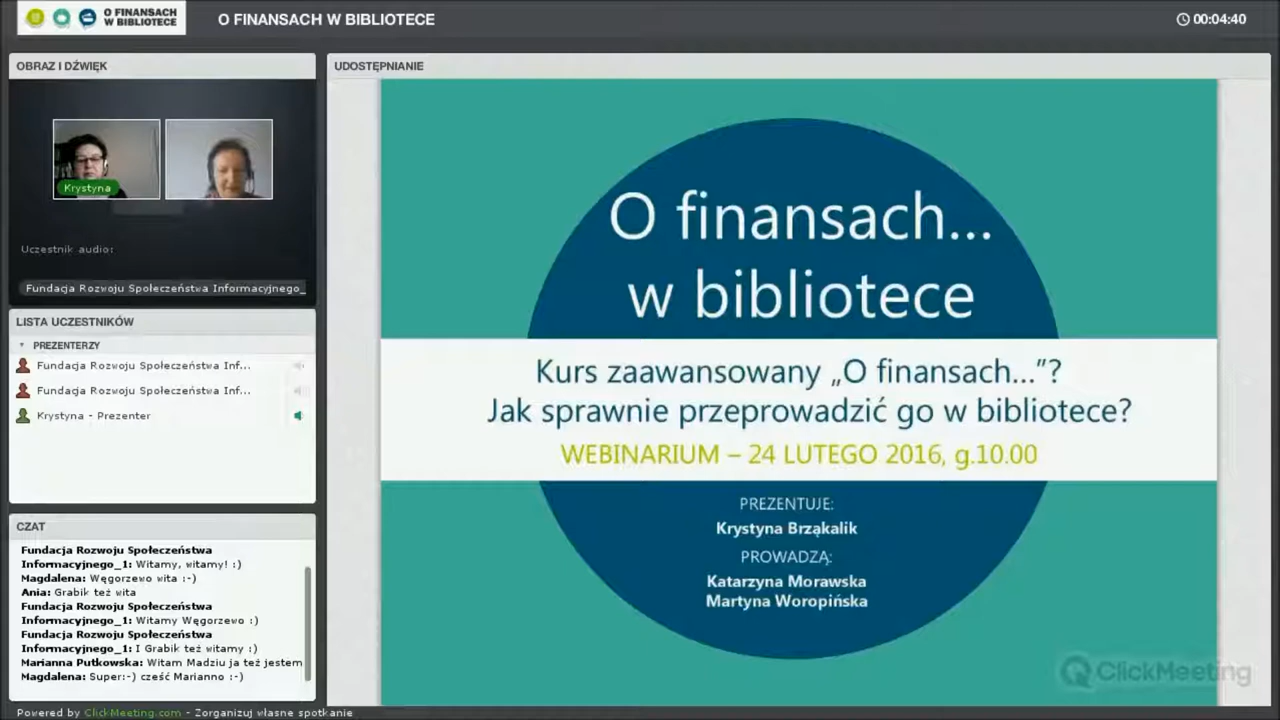 O FINANSACH
W BIBLIOTECE
O FINANSACH W BIBLIOTECE
00:04:40
OBRAZ I DŹWIĘK
Krystyna
Uczestnik audio:
Fundacja Rozwoju Społeczeństwa Informacyjnego_
LISTA UCZESTNIKÓW
PREZENTERZY
Fundacja Rozwoju Społeczeństwa Inf...
Fundacja Rozwoju Społeczeństwa Inf...
Krystyna - Prezenter
CZAT
Fundacja Rozwoju Społeczeństwa
Informacyjnego_1: Witamy, witamy! :)
Magdalena: Węgorzewo wita :-)
Ania: Grabik też wita
Fundacja Rozwoju Społeczeństwa
Informacyjnego_1: Witamy Węgorzewo :)
Fundacja Rozwoju Społeczeństwa
Informacyjnego_1: I Grabik też witamy :)
Marianna Putkowska: Witam Madziu ja też jestem
Magdalena: Super:-) cześć Marianno :-)
UDOSTĘPNIANIE
O finansach...
w bibliotece
Kurs zaawansowany „O finansach...”?
Jak sprawnie przeprowadzić go w bibliotece?
WEBINARIUM – 24 LUTEGO 2016, g.10.00
PREZENTUJE:
Krystyna Brząkalik
PROWADZĄ:
Katarzyna Morawska
Martyna Woropińska
ClickMeeting
Powered by ClickMeeting.com - Zorganizuj własne spotkanie